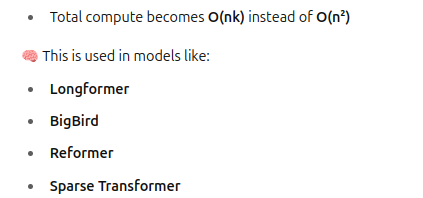 • Total compute becomes O(nk) instead of O(n²)
🧠 This is used in models like:
• Longformer
• BigBird
• Reformer
• Sparse Transformer